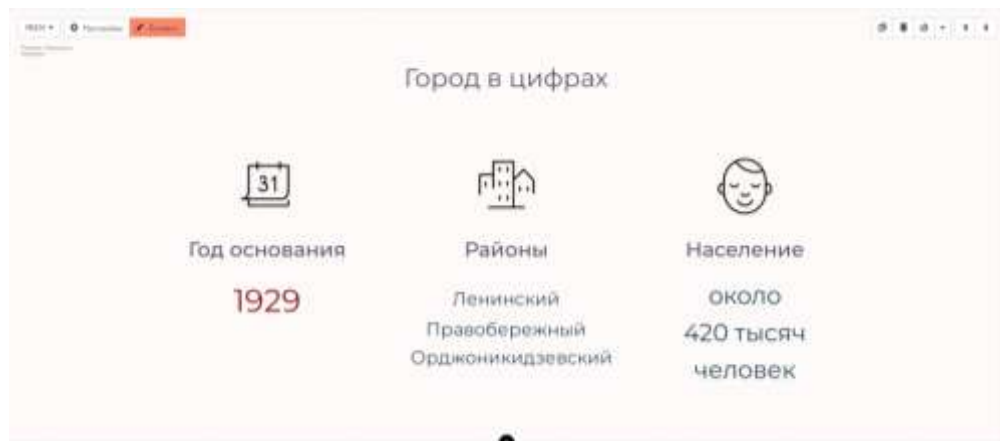 Город в цифрах
31
Год основания
Районы
Население
1929
Ленинский
Правобережный
Орджоникидзевский
около
420 тысяч
человек